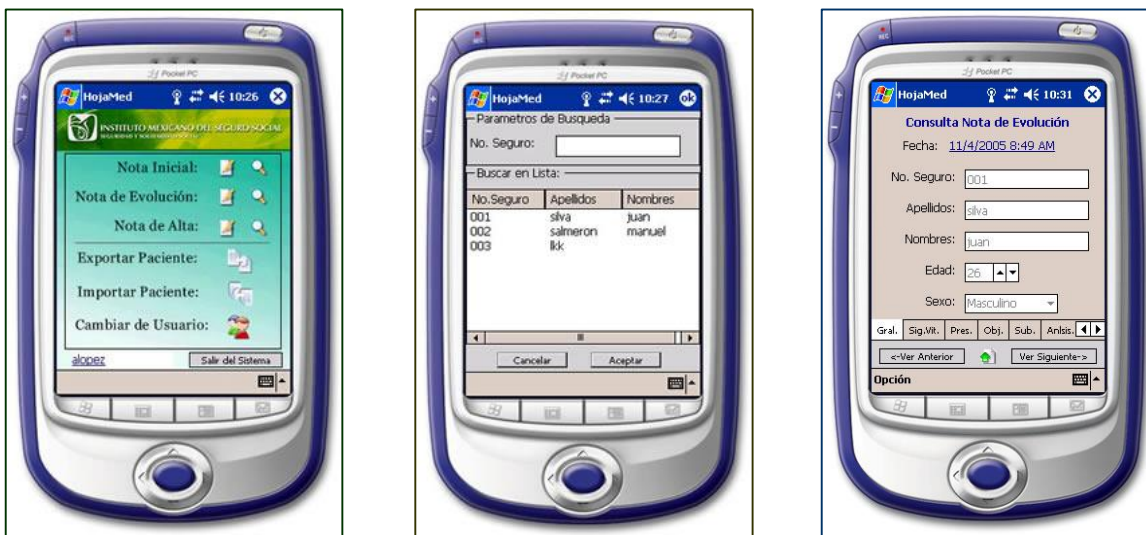 Pocket PC
HojaMed 10:26
INSTITUTO MEXICANO DEL SEGURO SOCIAL
SEGURIDAD Y SOLIDARIDAD SOCIAL
Nota Inicial:
Nota de Evolución:
Nota de Alta:
Exportar Paciente:
Importar Paciente:
Cambiar de Usuario:
alopez Salir del Sistema
Pocket PC
HojaMed 10:27 ok
Parametros de Busqueda
No. Seguro:
Buscar en Lista:
No.Seguro Apellidos Nombres
001 silva juan
002 salmeron manuel
003 lkk
Cancelar Aceptar
Pocket PC
HojaMed 10:31
Consulta Nota de Evolución
Fecha: 11/4/2005 8:49 AM
No. Seguro: 001
Apellidos: silva
Nombres: juan
Edad: 26
Sexo: Masculino
Gral. Sig.Vit. Pres. Obj. Sub. Anlsis.
<-Ver Anterior Ver Siguiente->
Opción